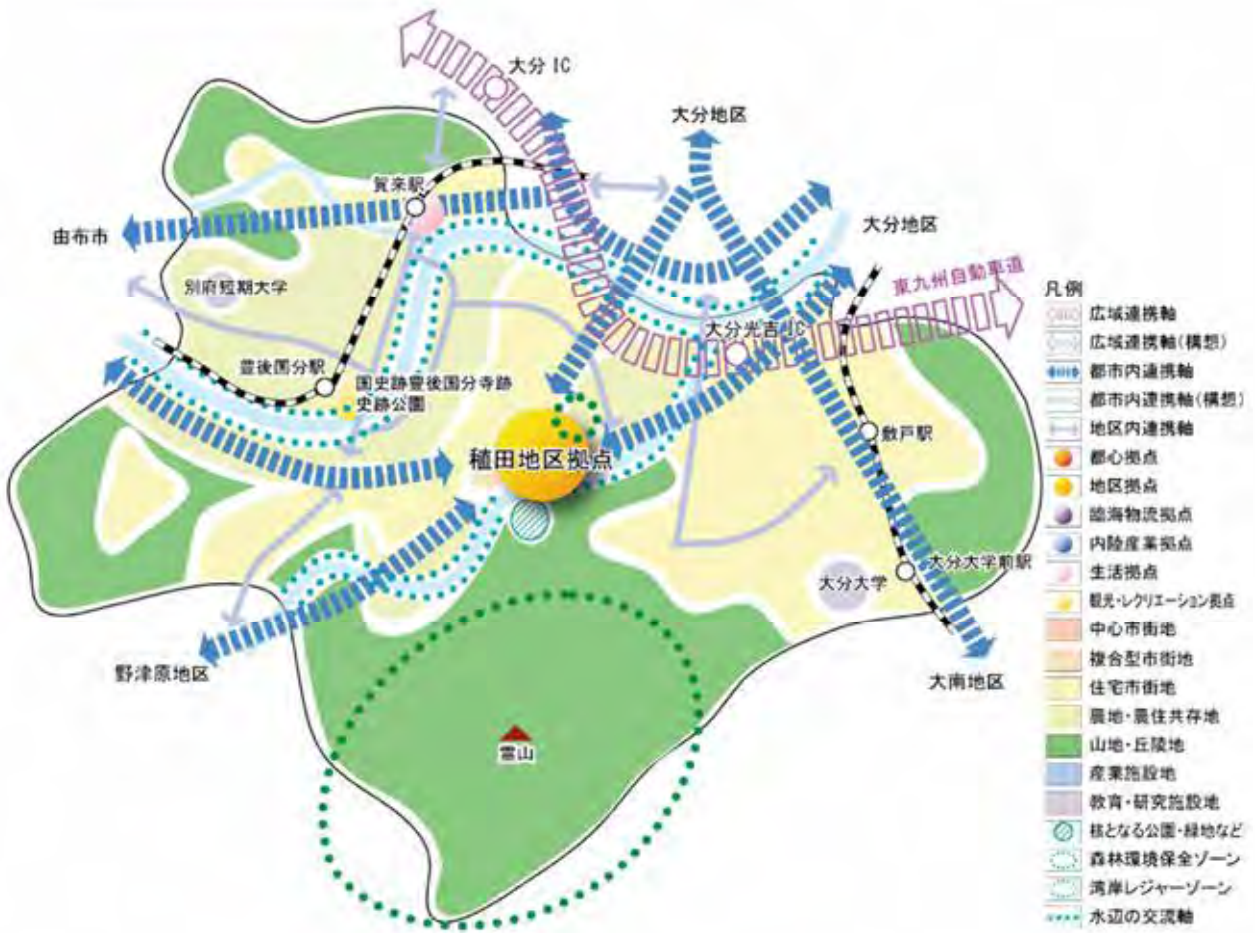 大分 IC
大分地区
賀来駅
由布市
大分地区
別府短期大学
東九州自動車道
大分光吉 IC
豊後国分駅
国史跡豊後国分寺跡
史跡公園
敷戸駅
稙田地区拠点
大分大学
大分大学前駅
野津原地区
大南地区
霊山
凡例
広域連携軸
広域連携軸(構想)
都市内連携軸
都市内連携軸(構想)
地区内連携軸
都心拠点
地区拠点
臨海物流拠点
内陸産業拠点
生活拠点
観光・レクリエーション拠点
中心市街地
複合型市街地
住宅市街地
農地・農住共存地
山地・丘陵地
産業施設地
教育・研究施設地
核となる公園・緑地など
森林環境保全ゾーン
湾岸レジャーゾーン
水辺の交流軸